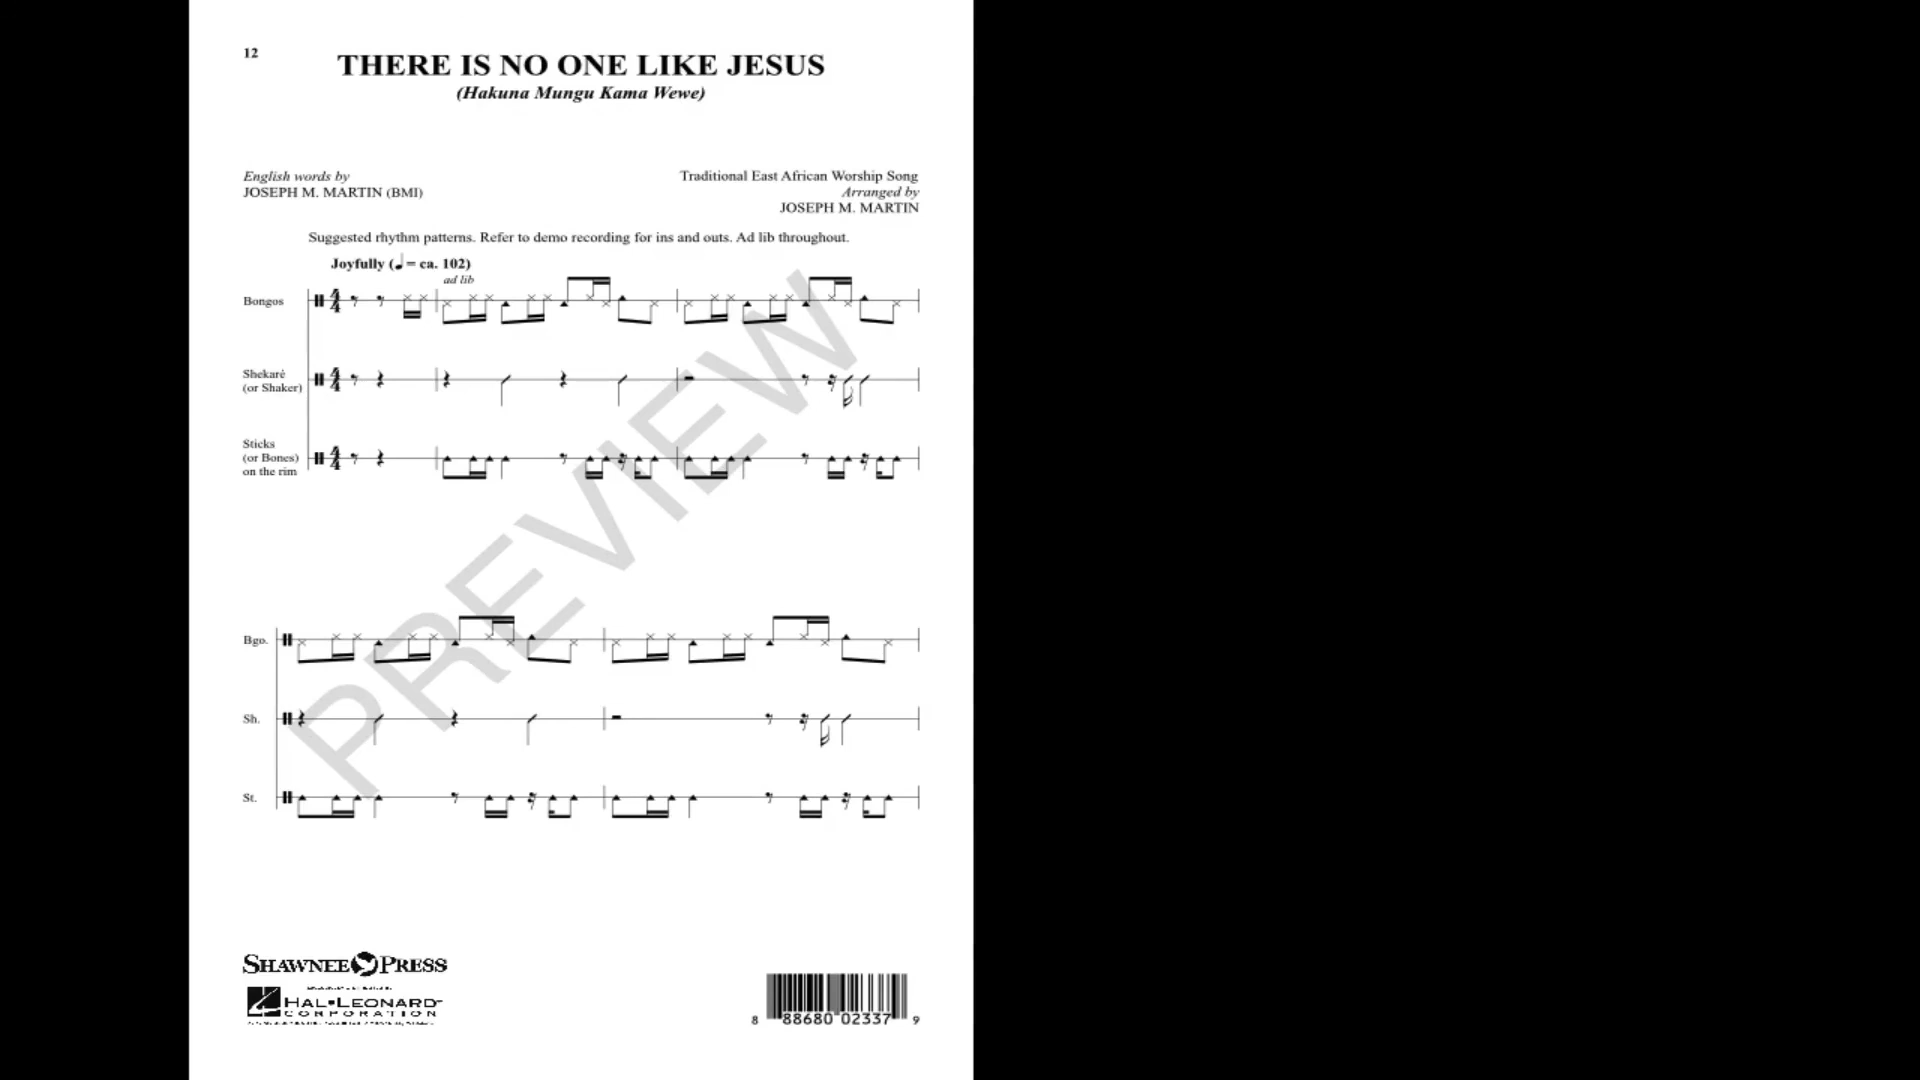 12
THERE IS NO ONE LIKE JESUS
(Hakuna Mungu Kama Wewe)
English words by
JOSEPH M. MARTIN (BMI)
Traditional East African Worship Song
Arranged by
JOSEPH M. MARTIN
Suggested rhythm patterns. Refer to demo recording for ins and outs. Ad lib throughout.
Joyfully (♩ = ca. 102)
ad lib
Bongos
Shekarè
(or Shaker)
Sticks
(or Bones)
on the rim
PREVIEW
Bgo.
Sh.
St.
SHAWNEE PRESS
HAL•LEONARD
CORPORATION
8 88680 02337 9